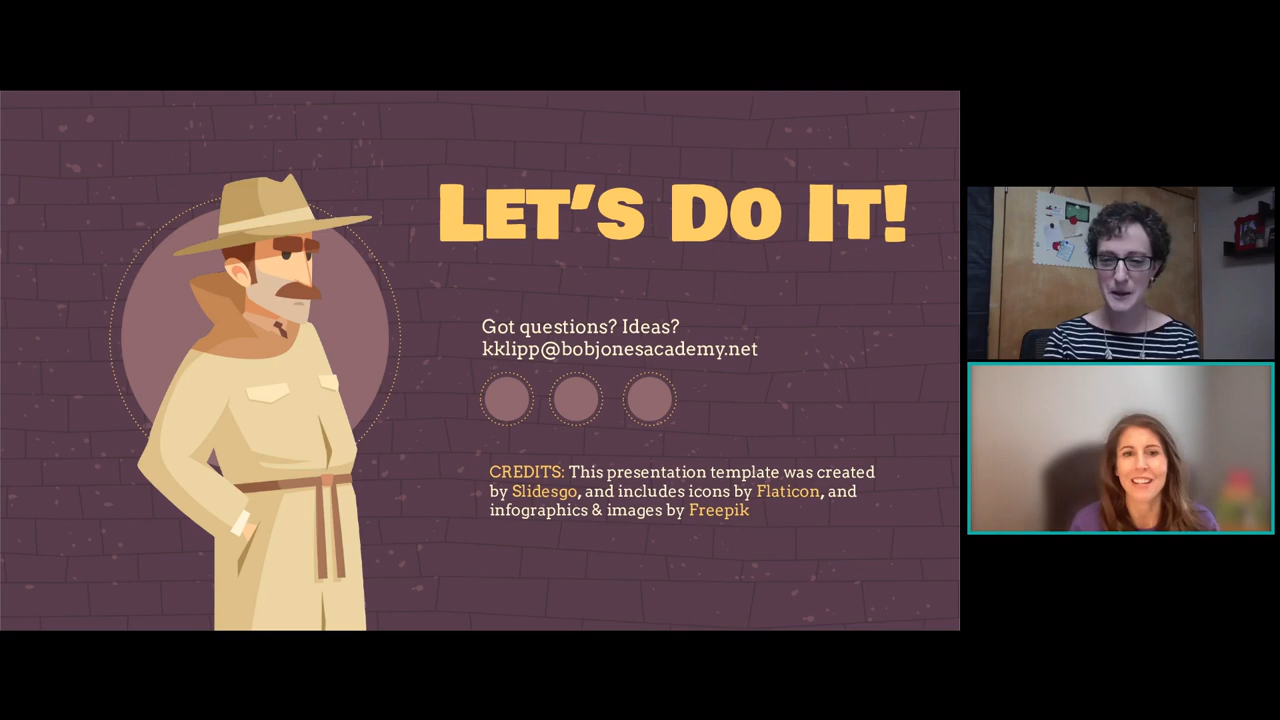 LET'S DO IT!
Got questions? Ideas?
kklipp@bobjonesacademy.net
CREDITS: This presentation template was created
by Slidesgo, and includes icons by Flaticon, and
infographics & images by Freepik